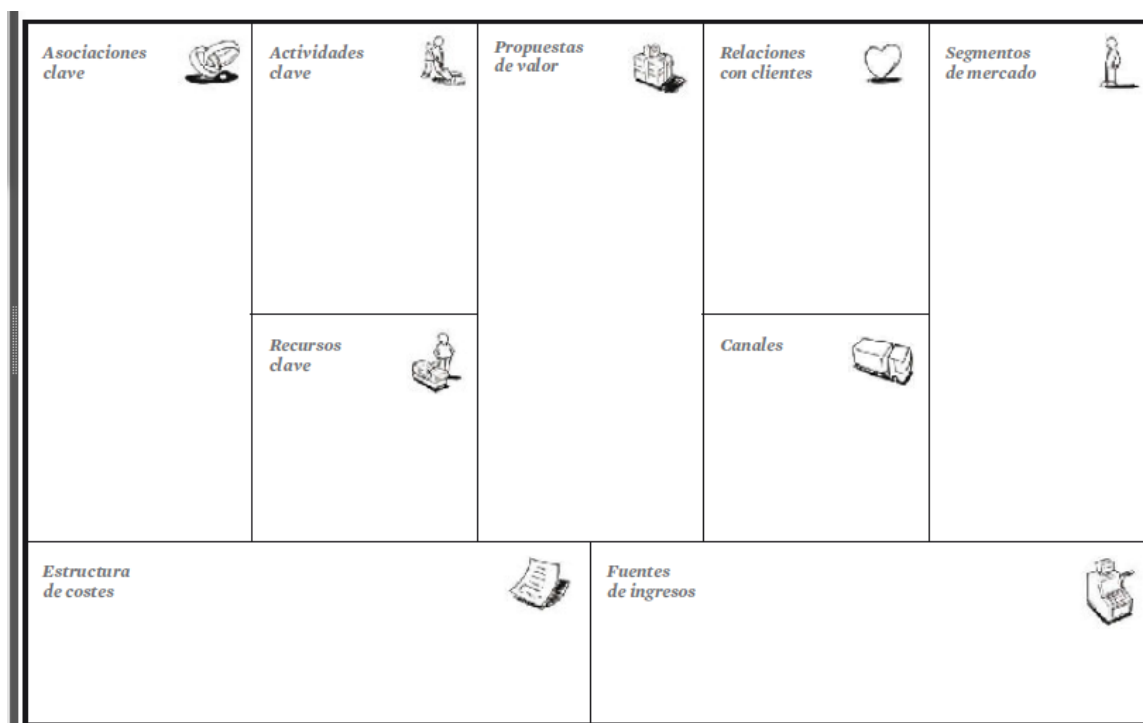 Asociaciones
clave
Actividades
clave
Propuestas
de valor
Relaciones
con clientes
Segmentos
de mercado
Recursos
clave
Canales
Estructura
de costes
Fuentes
de ingresos